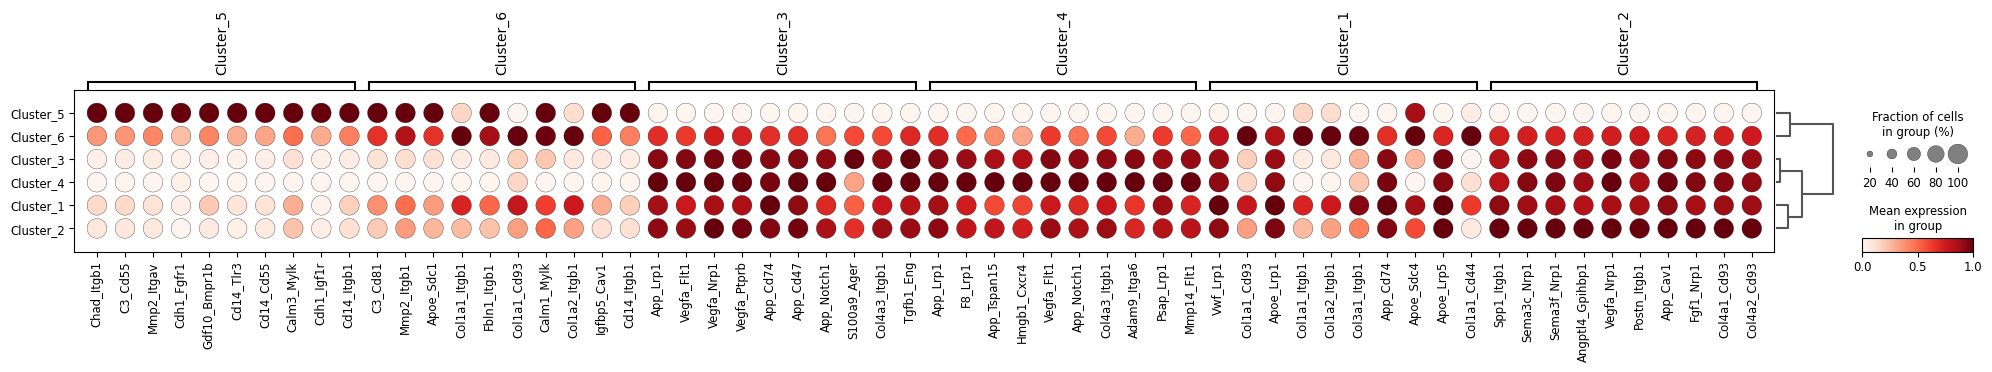 Cluster_5
Cluster_6
Cluster_3
Cluster_4
Cluster_1
Cluster_2
Cluster_5
Cluster_6
Cluster_3
Cluster_4
Cluster_1
Cluster_2
Chad_Itgb1
C3_Cd55
Mmp2_Itgav
Cdh1_Fgfr1
Gdf10_Bmpr1b
Cd14_Tlr3
Cd14_Cd55
Calm3_Mylk
Cdh1_Igf1r
Cd14_Itgb1
C3_Cd81
Mmp2_Itgb1
Apoe_Sdc1
Col1a1_Itgb1
Fbln1_Itgb1
Col1a1_Cd93
Calm1_Mylk
Col1a2_Itgb1
Igfbp5_Cav1
Cd14_Itgb1
App_Lrp1
Vegfa_Flt1
Vegfa_Nrp1
Vegfa_Ptprb
App_Cd74
App_Cd47
App_Notch1
S100a9_Ager
Col4a3_Itgb1
Tgfb1_Eng
App_Lrp1
F8_Lrp1
App_Tspan15
Hmgb1_Cxcr4
Vegfa_Flt1
App_Notch1
Col4a3_Itgb1
Adam9_Itga6
Psap_Lrp1
Mmp14_Flt1
Vwf_Lrp1
Col1a1_Cd93
Apoe_Lrp1
Col1a1_Itgb1
Col1a2_Itgb1
Col3a1_Itgb1
App_Cd74
Apoe_Sdc4
Apoe_Lrp5
Col1a1_Cd44
Spp1_Itgb1
Sema3c_Nrp1
Sema3f_Nrp1
Angptl4_Gpihbp1
Vegfa_Nrp1
Postn_Itgb1
App_Cav1
Fgf1_Nrp1
Col4a1_Cd93
Col4a2_Cd93
Fraction of cells
in group (%)
20 40 60 80 100
Mean expression
in group
0.0 0.5 1.0